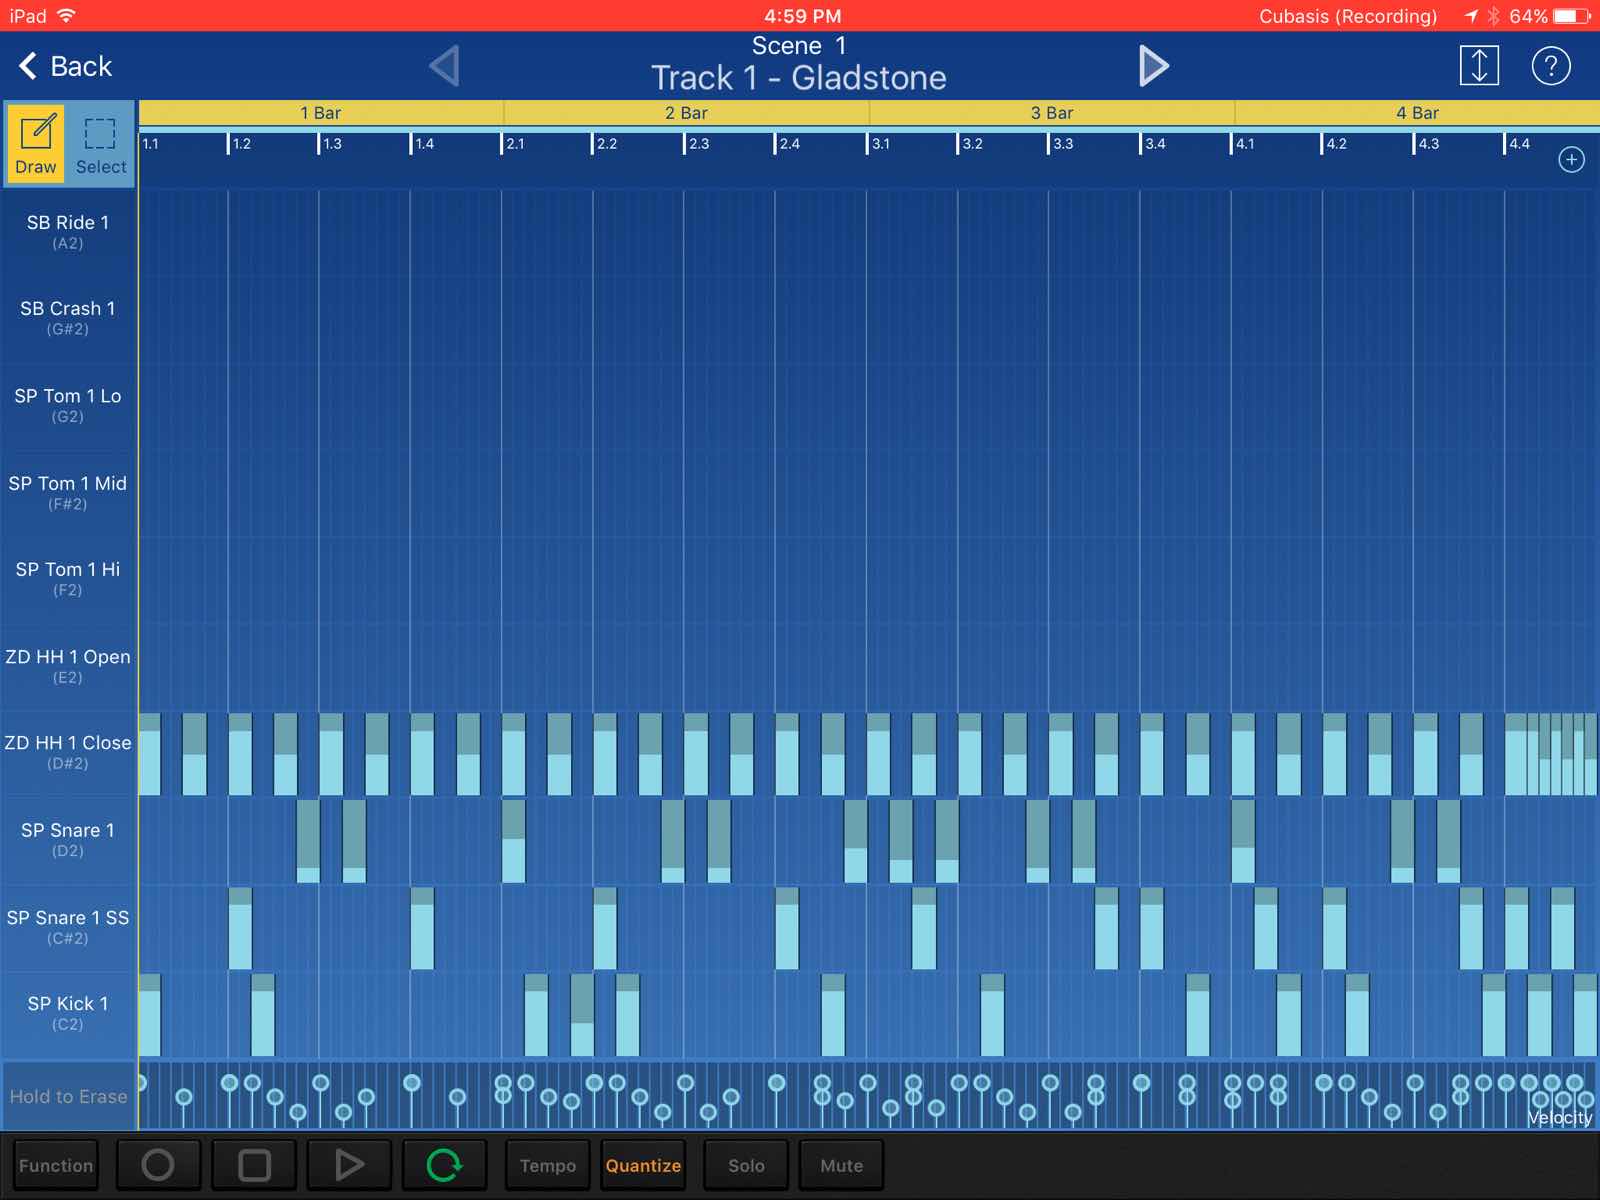 iPad 4:59 PM Cubasis (Recording) 64%
Back
Scene 1
Track 1 - Gladstone
?
Draw Select
1 Bar 2 Bar 3 Bar 4 Bar
1.1 1.2 1.3 1.4 2.1 2.2 2.3 2.4 3.1 3.2 3.3 3.4 4.1 4.2 4.3 4.4
SB Ride 1
(A2)
SB Crash 1
(G#2)
SP Tom 1 Lo
(G2)
SP Tom 1 Mid
(F#2)
SP Tom 1 Hi
(F2)
ZD HH 1 Open
(E2)
ZD HH 1 Close
(D#2)
SP Snare 1
(D2)
SP Snare 1 SS
(C#2)
SP Kick 1
(C2)
Hold to Erase
Velocity
Function Tempo Quantize Solo Mute